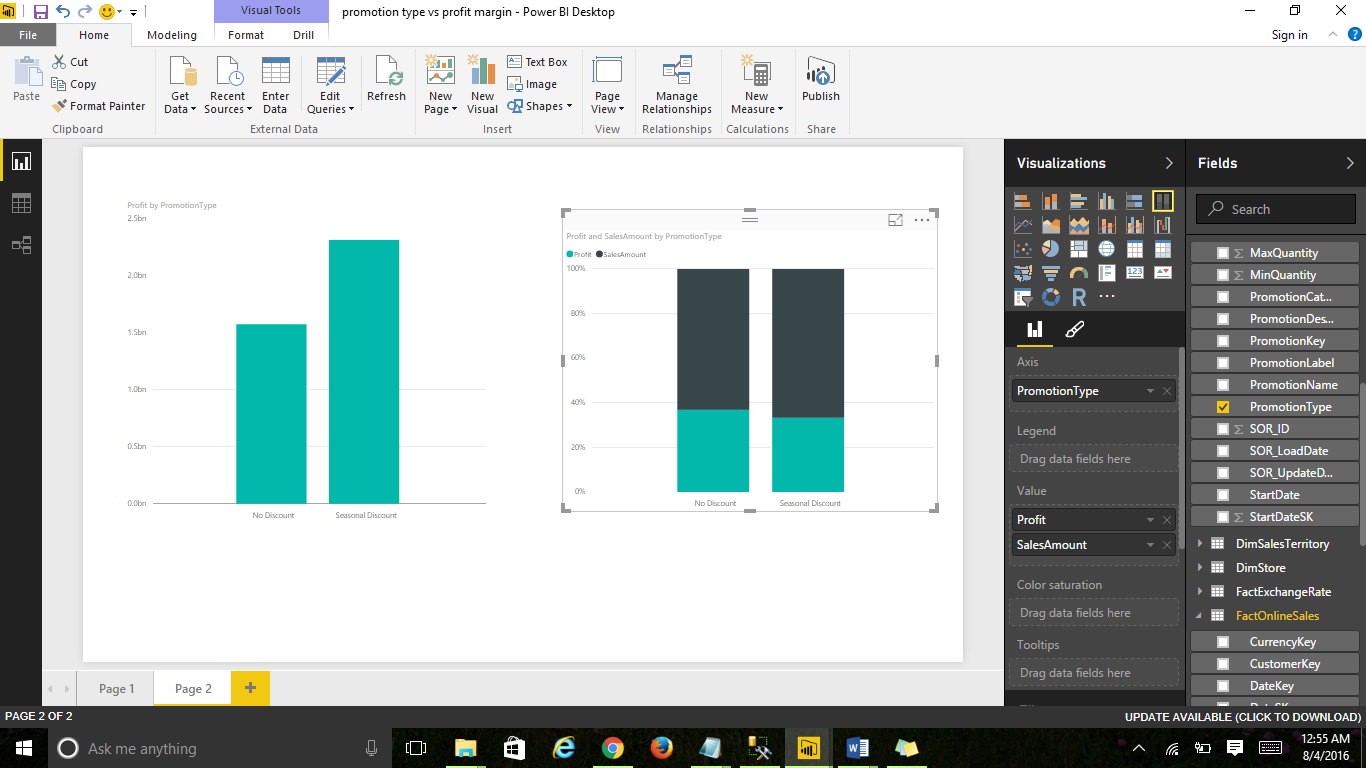 Visual Tools
promotion type vs profit margin - Power BI Desktop
File Home Modeling Format Drill Sign in
Paste
Cut
Copy
Format Painter
Clipboard
Get Data
Recent Sources
Enter Data
Edit Queries
Refresh
External Data
New Page
New Visual
Text Box
Image
Shapes
Insert
Page View
View
Manage Relationships
Relationships
New Measure
Calculations
Publish
Share
Profit by PromotionType
2.5bn
2.0bn
1.5bn
1.0bn
0.5bn
0.0bn
No Discount Seasonal Discount
Profit and SalesAmount by PromotionType
Profit SalesAmount
100%
80%
60%
40%
20%
0%
No Discount Seasonal Discount
Visualizations
123
R
Axis
PromotionType
Legend
Drag data fields here
Value
Profit
SalesAmount
Color saturation
Drag data fields here
Tooltips
Drag data fields here
Fields
Search
MaxQuantity
MinQuantity
PromotionCat...
PromotionDes...
PromotionKey
PromotionLabel
PromotionName
PromotionType
SOR_ID
SOR_LoadDate
SOR_UpdateD...
StartDate
StartDateSK
DimSalesTerritory
DimStore
FactExchangeRate
FactOnlineSales
CurrencyKey
CustomerKey
DateKey
Page 1 Page 2 +
PAGE 2 OF 2 UPDATE AVAILABLE (CLICK TO DOWNLOAD)
Ask me anything
12:55 AM
8/4/2016